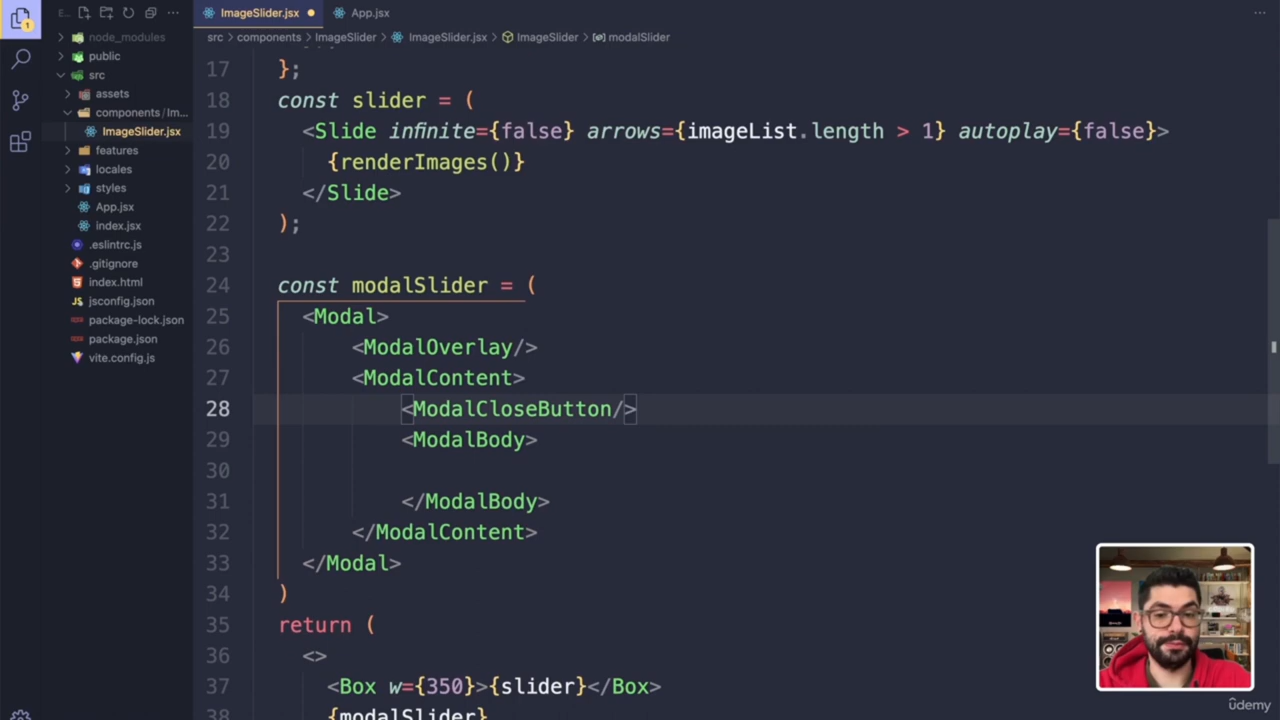 ImageSlider.jsx
App.jsx
E...
src > components > ImageSlider > ImageSlider.jsx > ImageSlider > modalSlider
1
node_modules
public
src
assets
components / Im...
ImageSlider.jsx
features
locales
styles
App.jsx
index.jsx
.eslintrc.js
.gitignore
index.html
jsconfig.json
package-lock.json
package.json
vite.config.js
17 };
18 const slider = (
19 <Slide infinite={false} arrows={imageList.length > 1} autoplay={false}>
20 {renderImages()}
21 </Slide>
22 );
23
24 const modalSlider = (
25 <Modal>
26 <ModalOverlay/>
27 <ModalContent>
28 <ModalCloseButton/>
29 <ModalBody>
30
31 </ModalBody>
32 </ModalContent>
33 </Modal>
34 )
35 return (
36 <>
37 <Box w={350}>{slider}</Box>
38 {modalSlider}
ûdemy